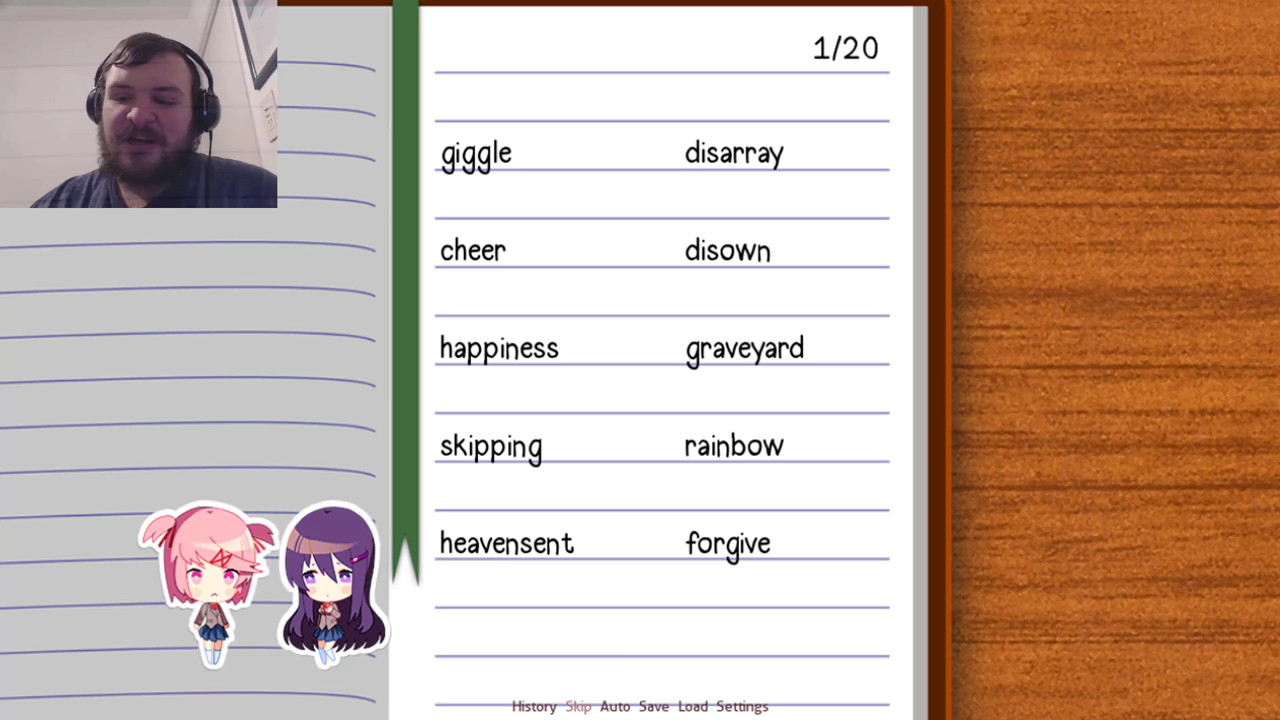 1/20
giggle disarray
cheer disown
happiness graveyard
skipping rainbow
heavensent forgive
History Skip Auto Save Load Settings